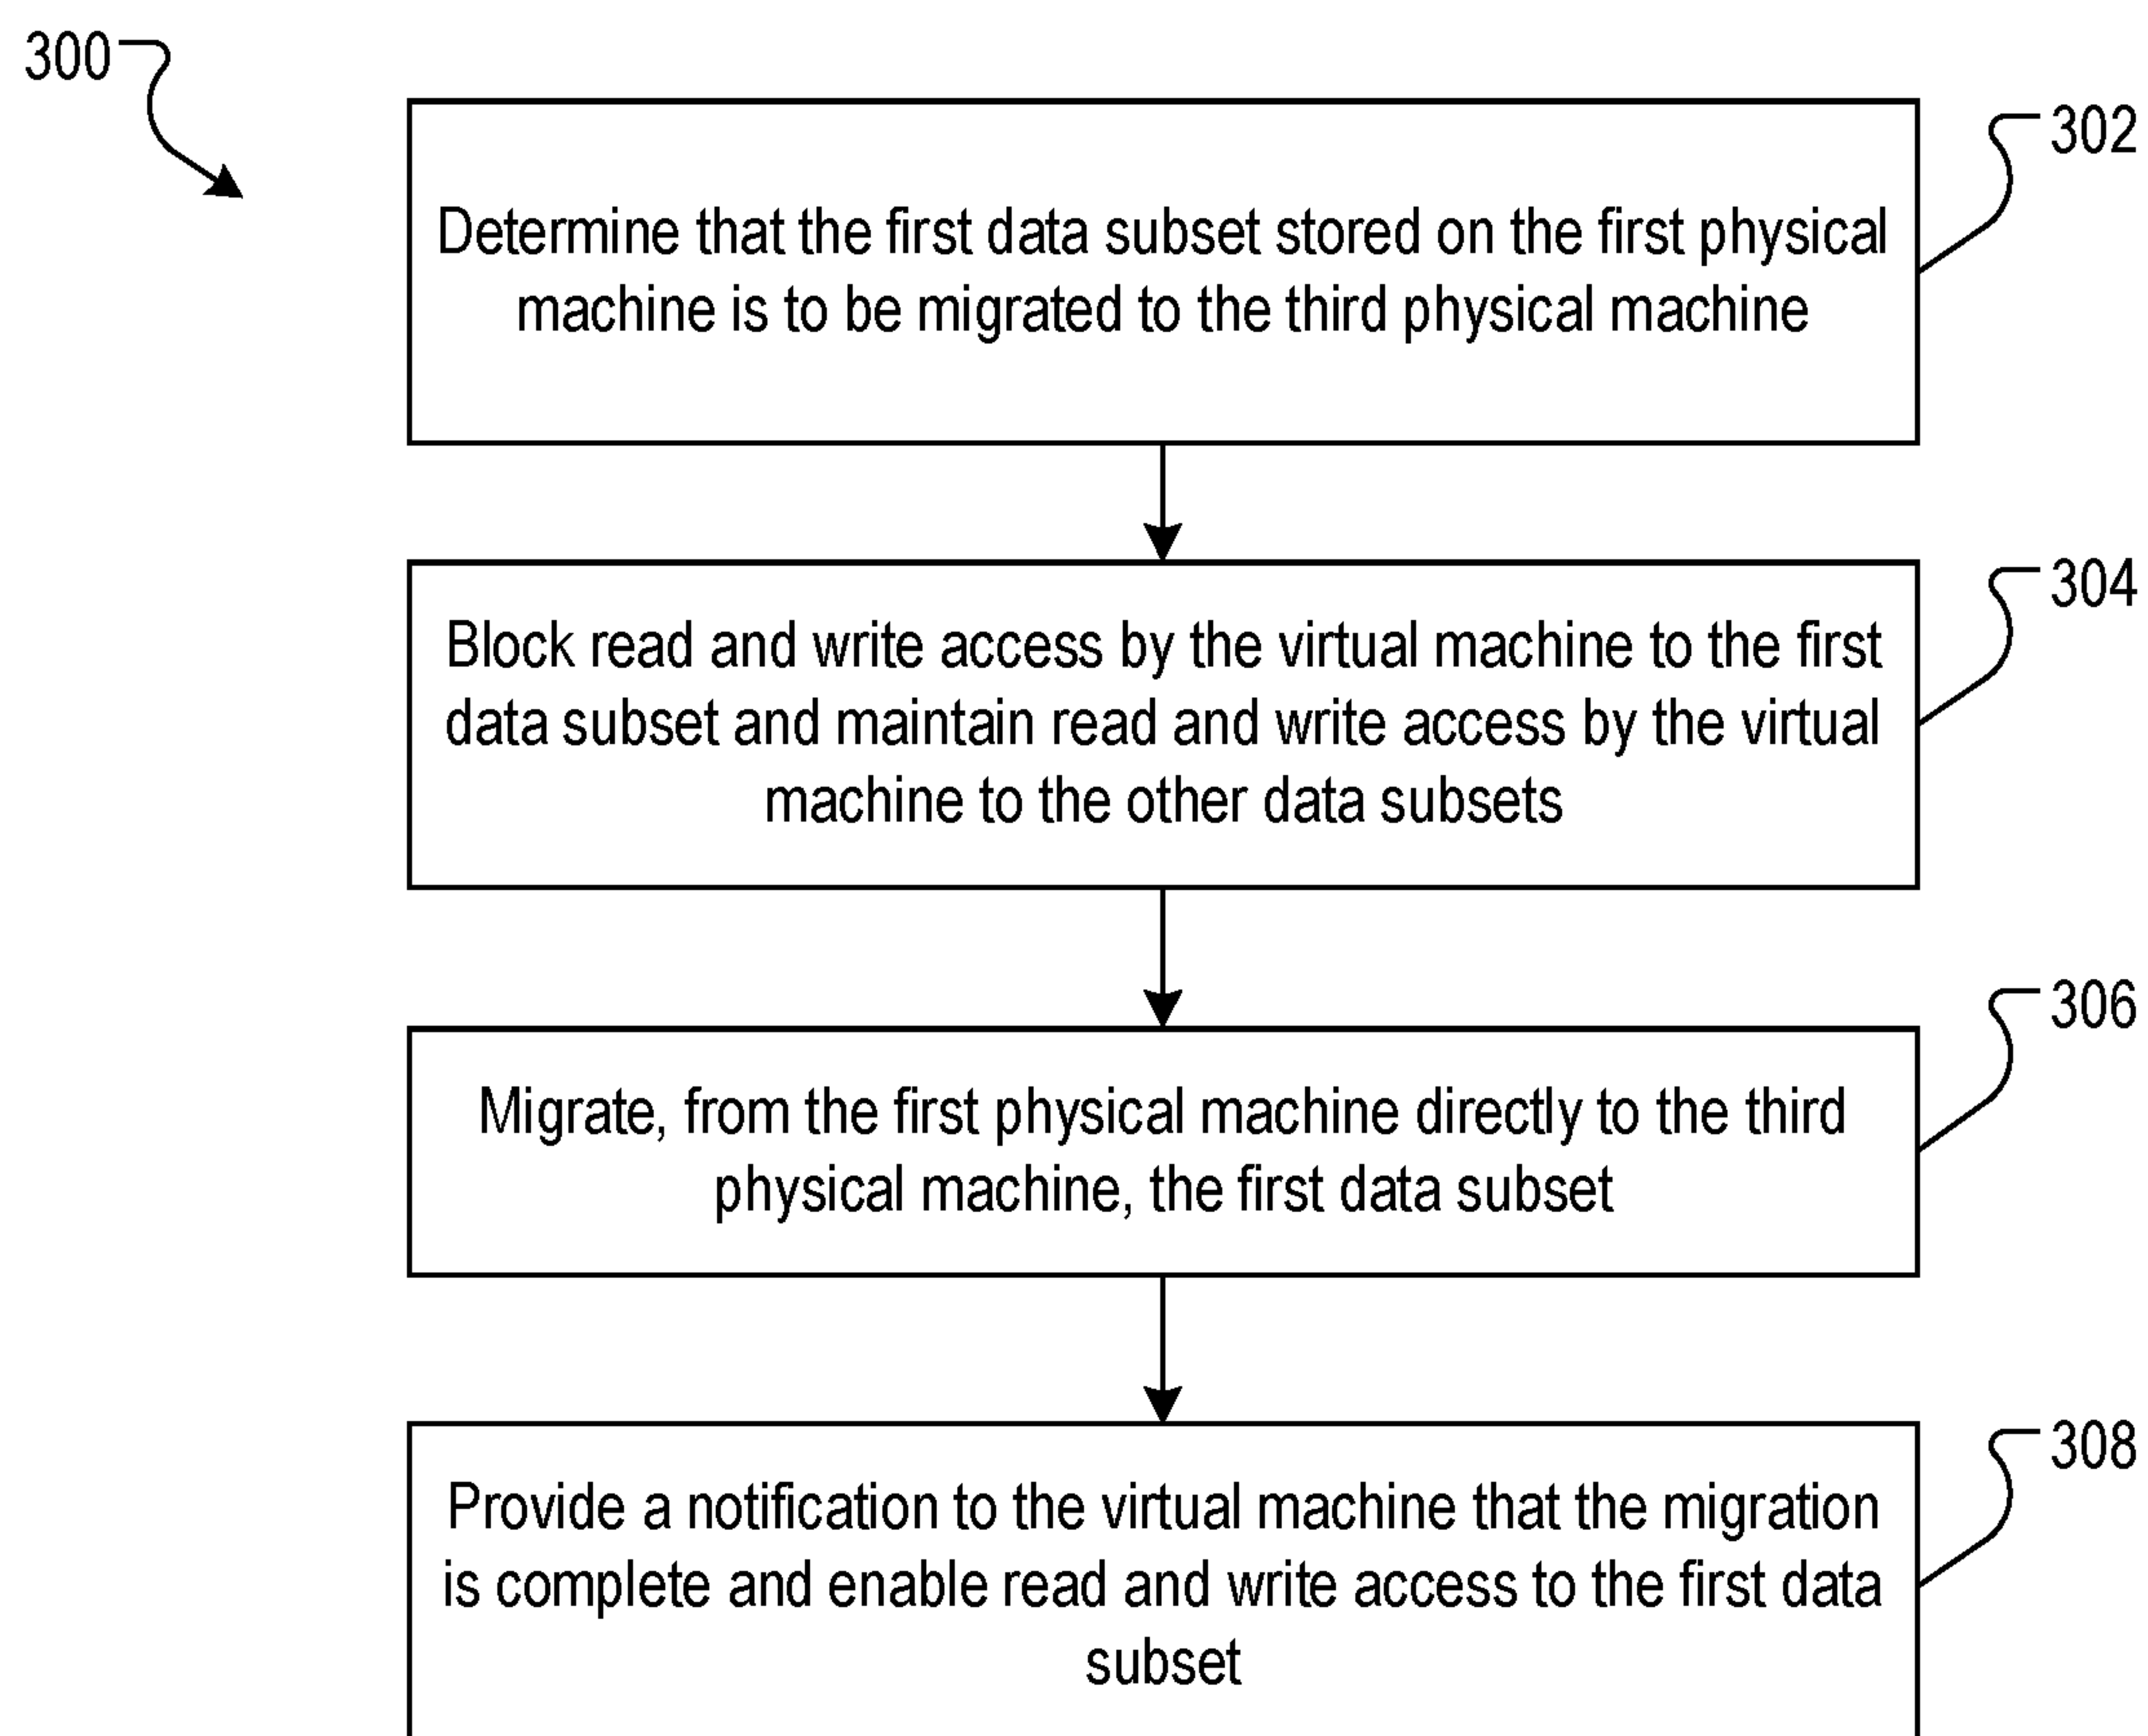 300
302
Determine that the first data subset stored on the first physical
machine is to be migrated to the third physical machine
304
Block read and write access by the virtual machine to the first
data subset and maintain read and write access by the virtual
machine to the other data subsets
306
Migrate, from the first physical machine directly to the third
physical machine, the first data subset
308
Provide a notification to the virtual machine that the migration
is complete and enable read and write access to the first data
subset